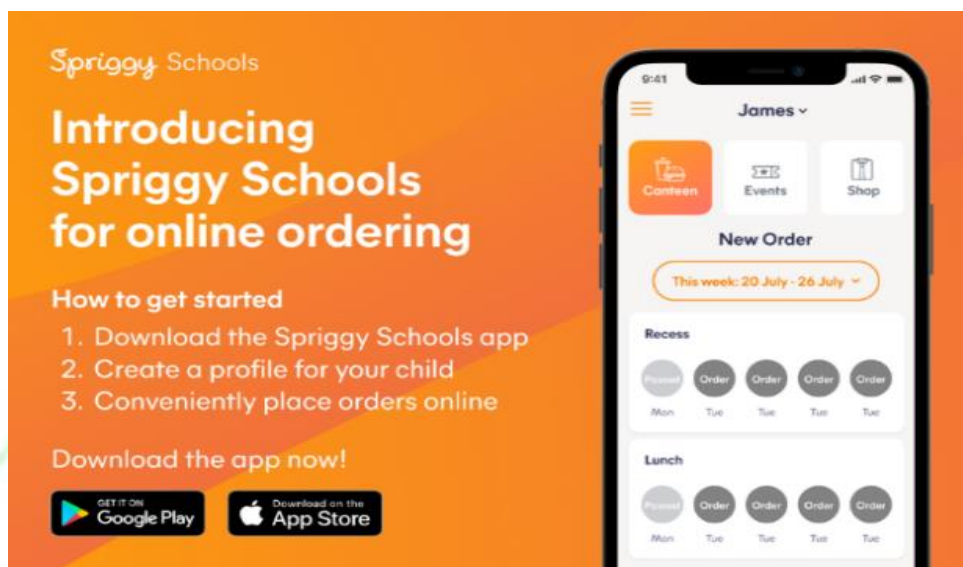 Spriggy Schools
Introducing
Spriggy Schools
for online ordering
How to get started
1. Download the Spriggy Schools app
2. Create a profile for your child
3. Conveniently place orders online
Download the app now!
GET IT ON
Google Play
Download on the
App Store
9:41
James
Canteen
Events
Shop
New Order
This week: 20 July - 26 July
Recess
Passed Order Order Order Order
Mon Tue Tue Tue Tue
Lunch
Passed Order Order Order Order
Mon Tue Tue Tue Tue